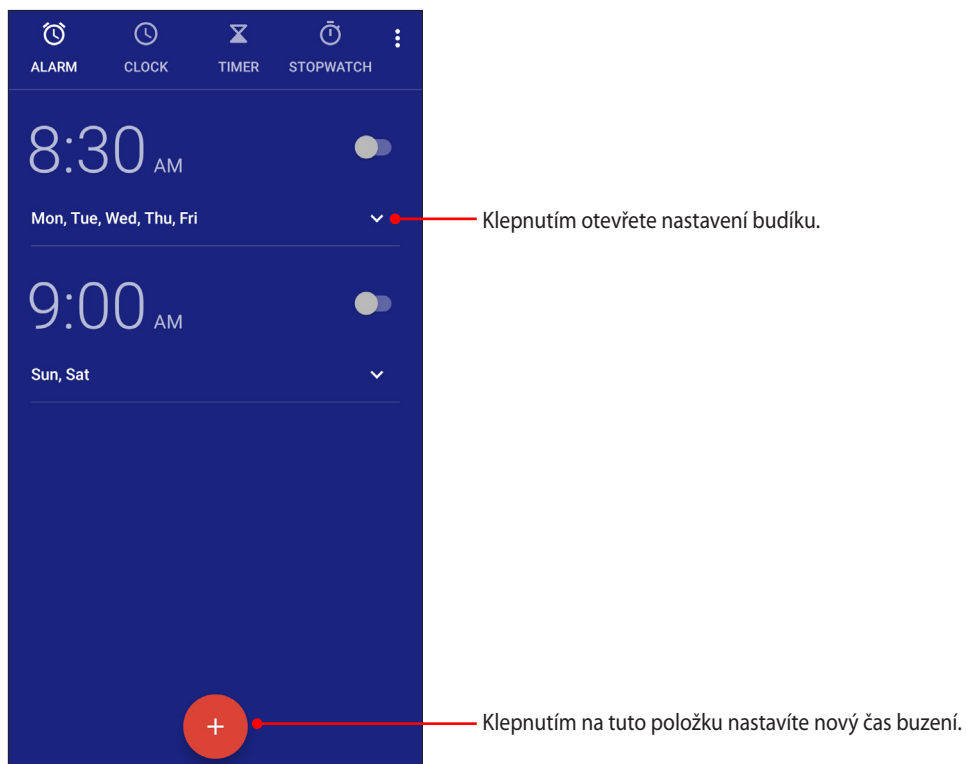 ALARM CLOCK TIMER STOPWATCH
8:30 AM
Mon, Tue, Wed, Thu, Fri
Klepnutím otevřete nastavení budíku.
9:00 AM
Sun, Sat
+
Klepnutím na tuto položku nastavíte nový čas buzení.